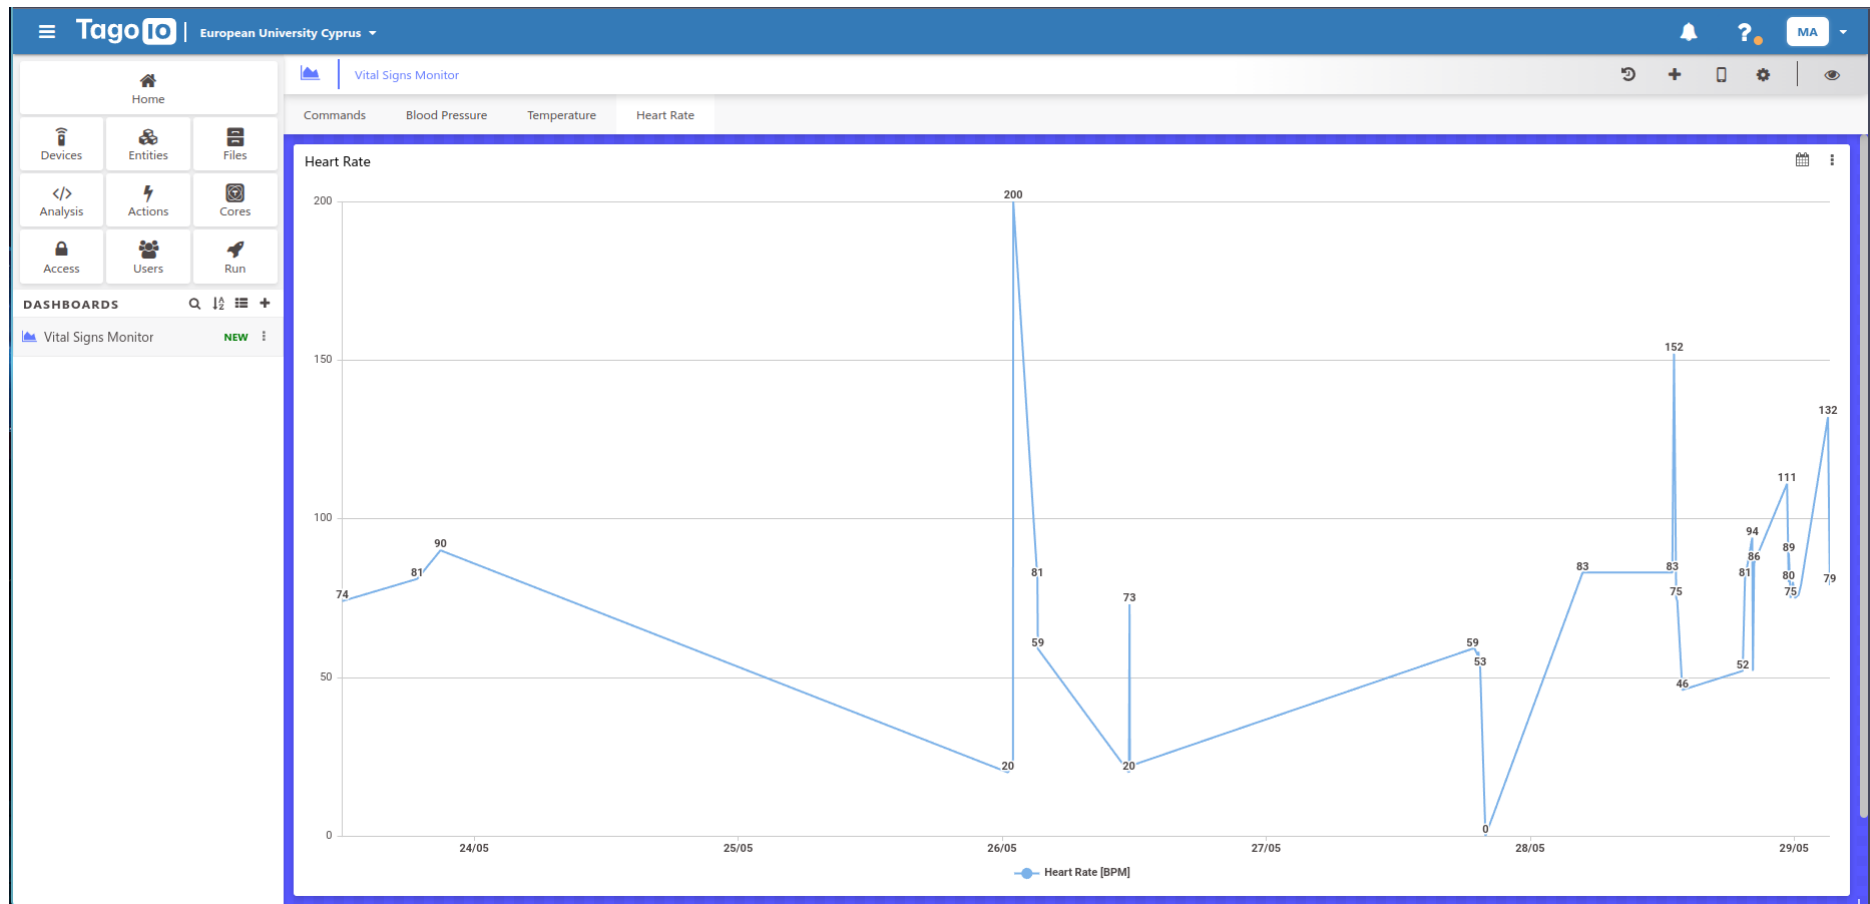 Tago IO
European University Cyprus
MA
Home
Devices
Entities
Files
Analysis
Actions
Cores
Access
Users
Run
DASHBOARDS
Vital Signs Monitor NEW
Vital Signs Monitor
Commands Blood Pressure Temperature Heart Rate
Heart Rate
200
150
100
50
0
74
81
90
20
200
81
59
20
73
59
53
0
83
83
152
75
46
52
81
94
86
111
89
80
75
132
79
24/05 25/05 26/05 27/05 28/05 29/05
Heart Rate [BPM]